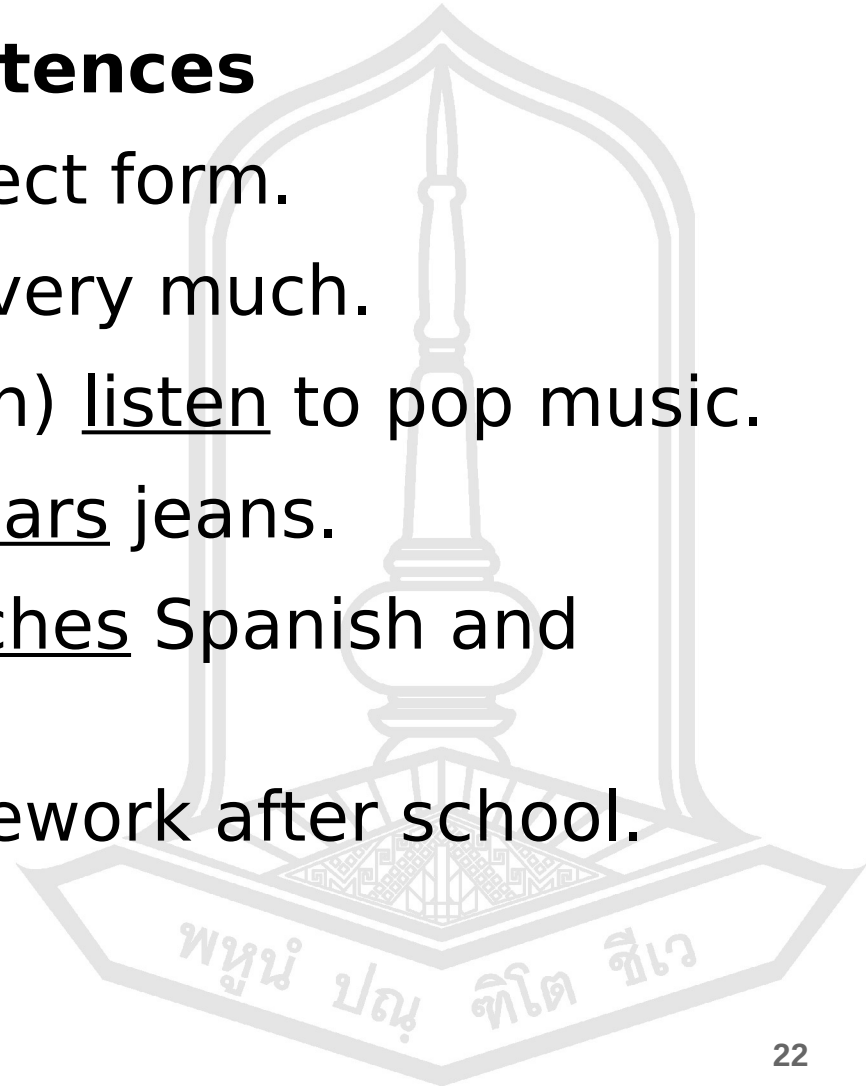 tences
ect form.
very much.
n) listen to pop music.
ars jeans.
ches Spanish and
ework after school.
พหูนํ ปณฺฑิโต ชีเว
22